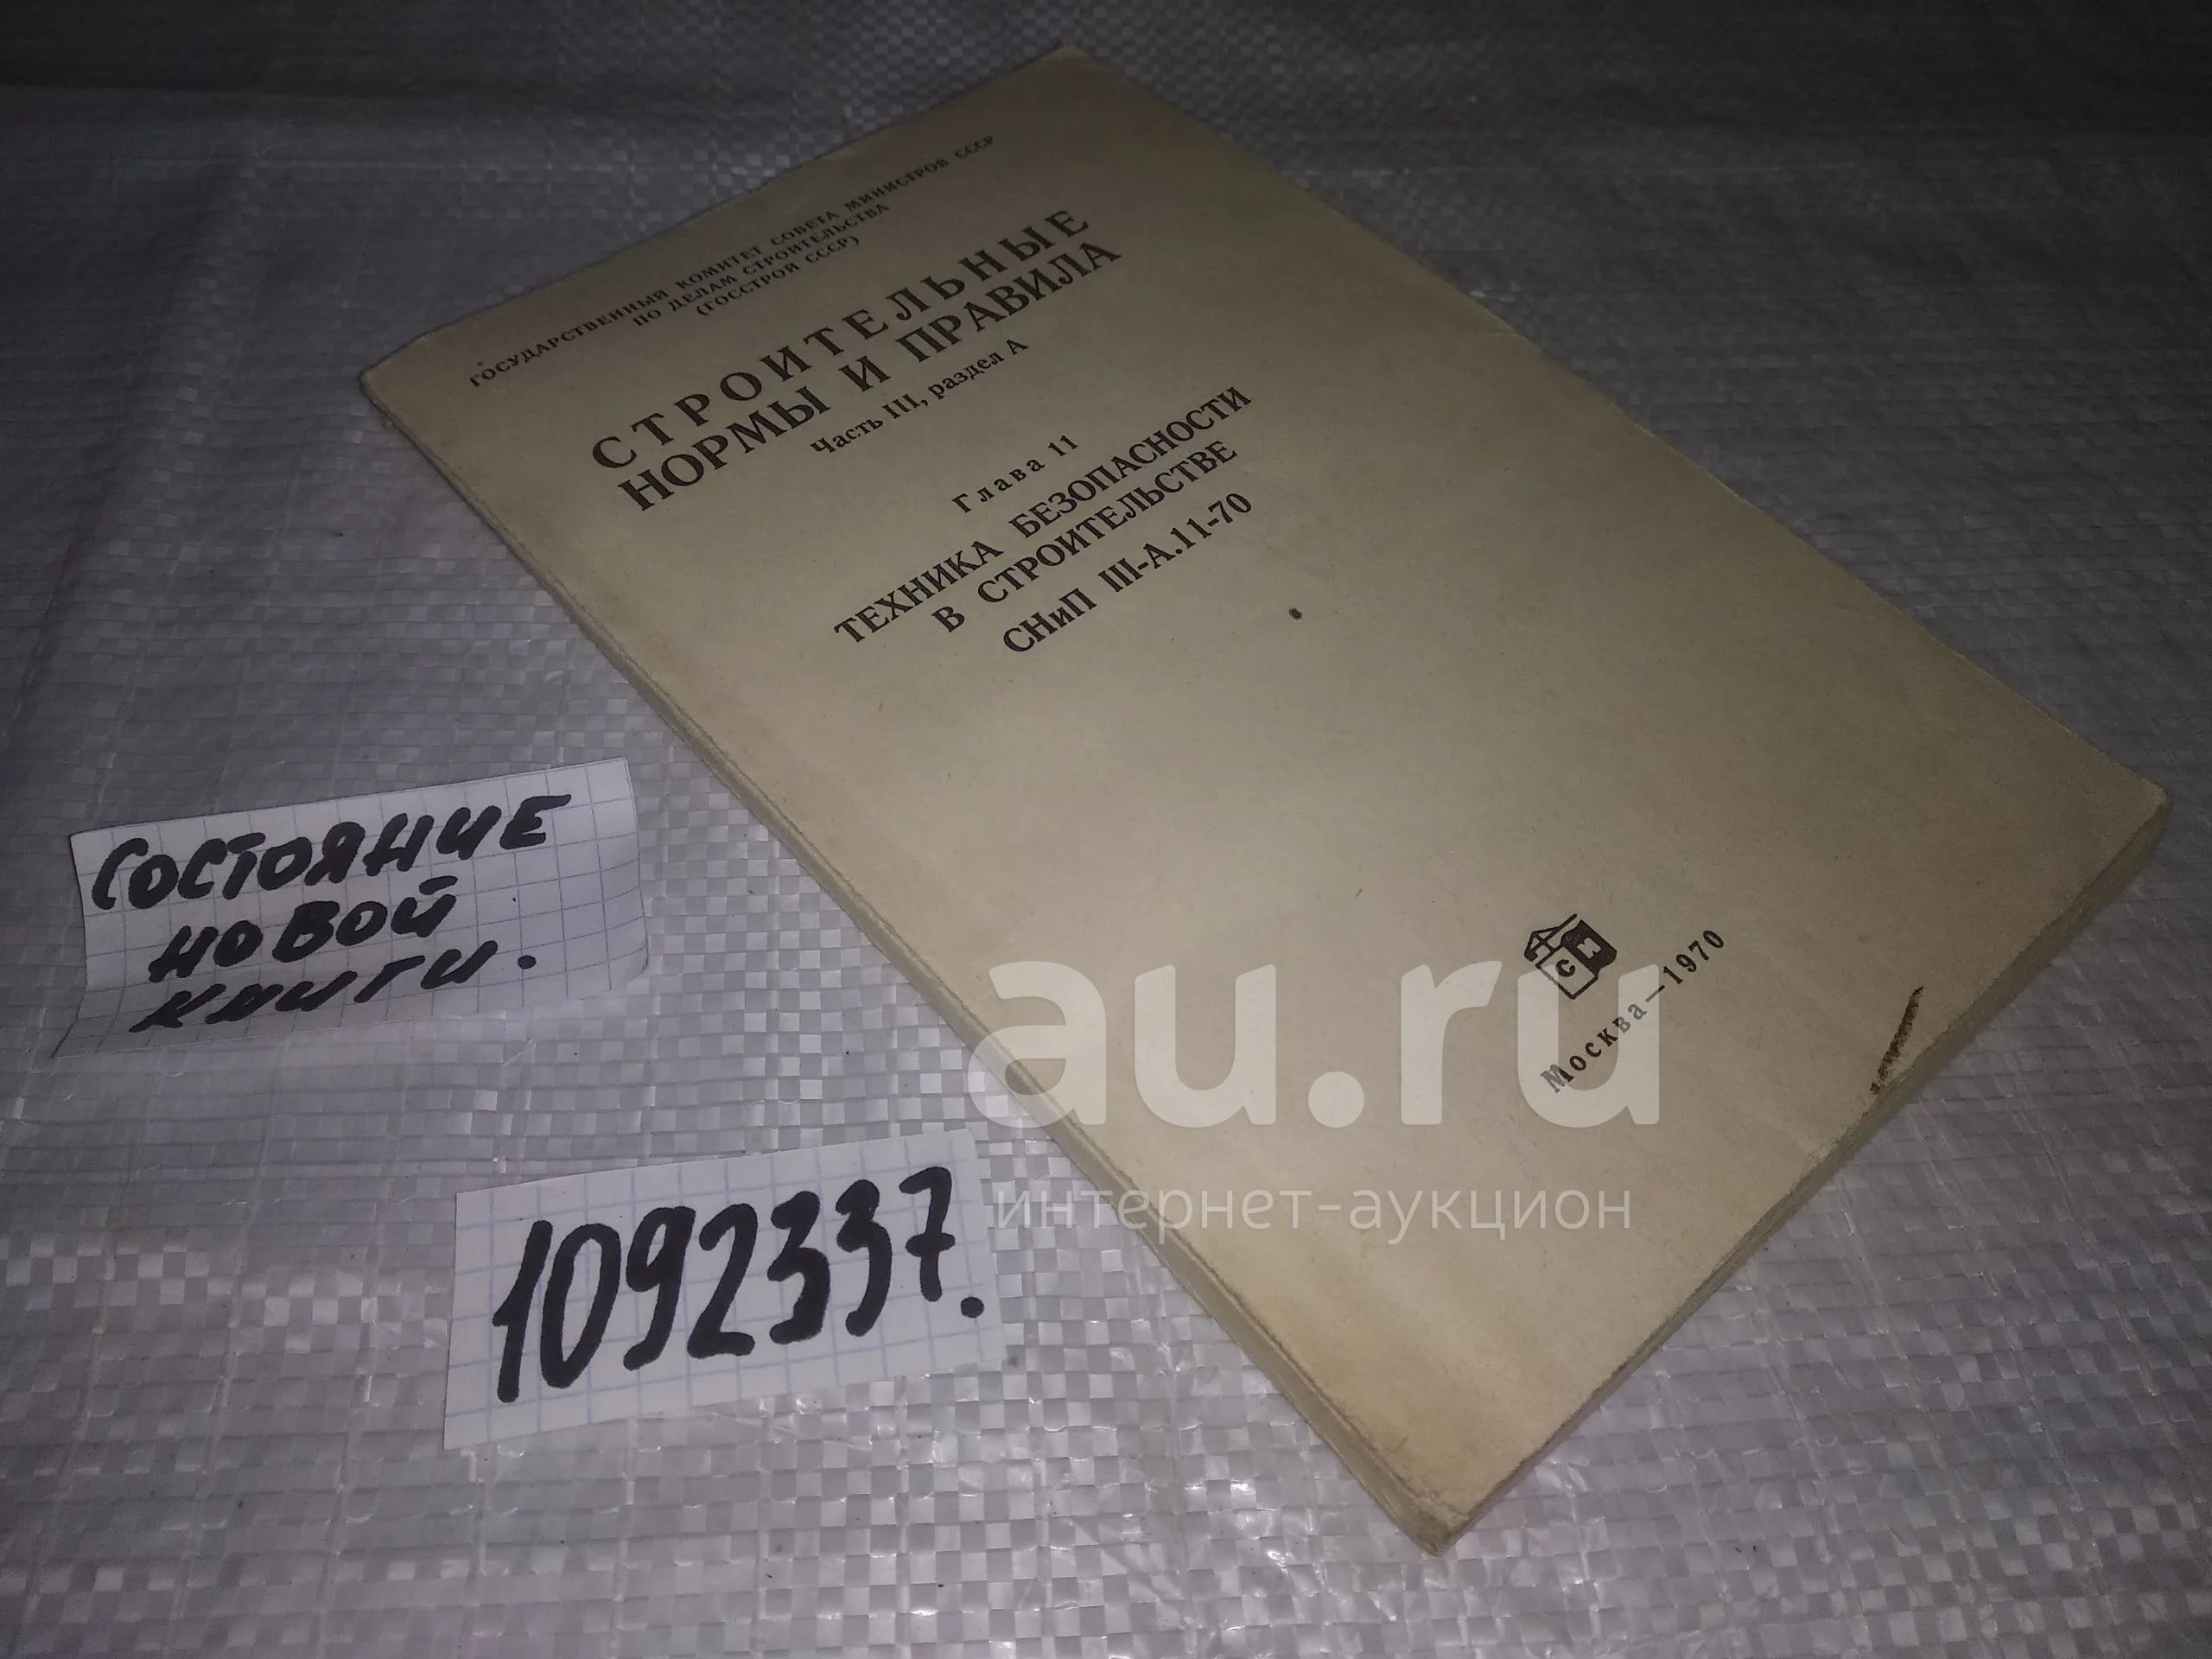 ГОСУДАРСТВЕННЫЙ КОМИТЕТ СОВЕТА МИНИСТРОВ СССР
ПО ДЕЛАМ СТРОИТЕЛЬСТВА
(ГОССТРОЙ СССР)
СТРОИТЕЛЬНЫЕ
НОРМЫ И ПРАВИЛА
Часть III, раздел А
Глава 11
ТЕХНИКА БЕЗОПАСНОСТИ
В СТРОИТЕЛЬСТВЕ
СНиП III-А.11-70
СИ
Москва—1970
СОСТОЯНИЕ
НОВОЙ
КНИГИ.
1092337.
au.ru
интернет-аукцион